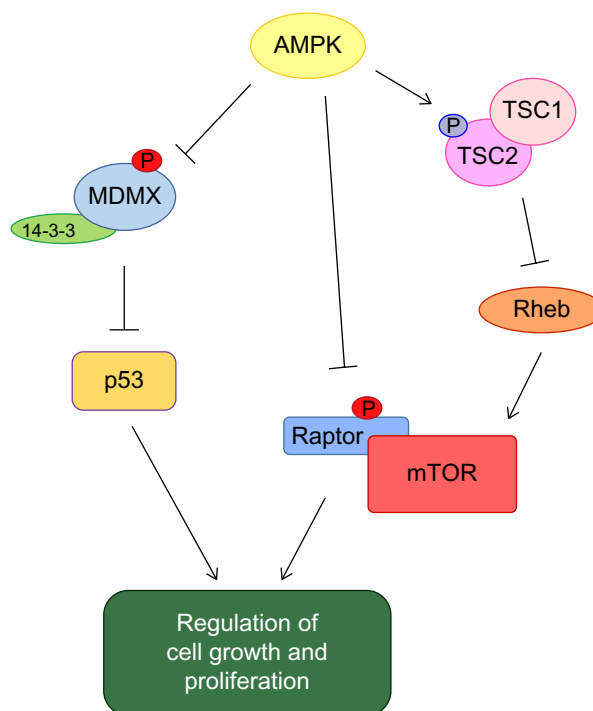 AMPK
P
TSC1
TSC2
P
MDMX
14-3-3
Rheb
p53
P
Raptor
mTOR
Regulation of
cell growth and
proliferation